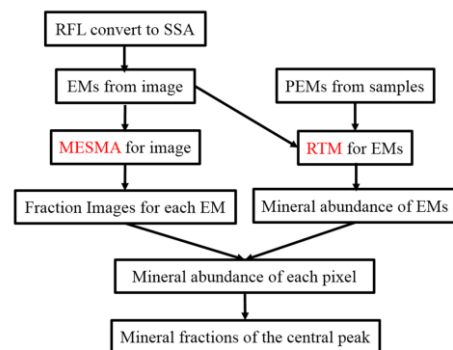 RFL convert to SSA
EMs from image
PEMs from samples
MESMA for image
RTM for EMs
Fraction Images for each EM
Mineral abundance of EMs
Mineral abundance of each pixel
Mineral fractions of the central peak